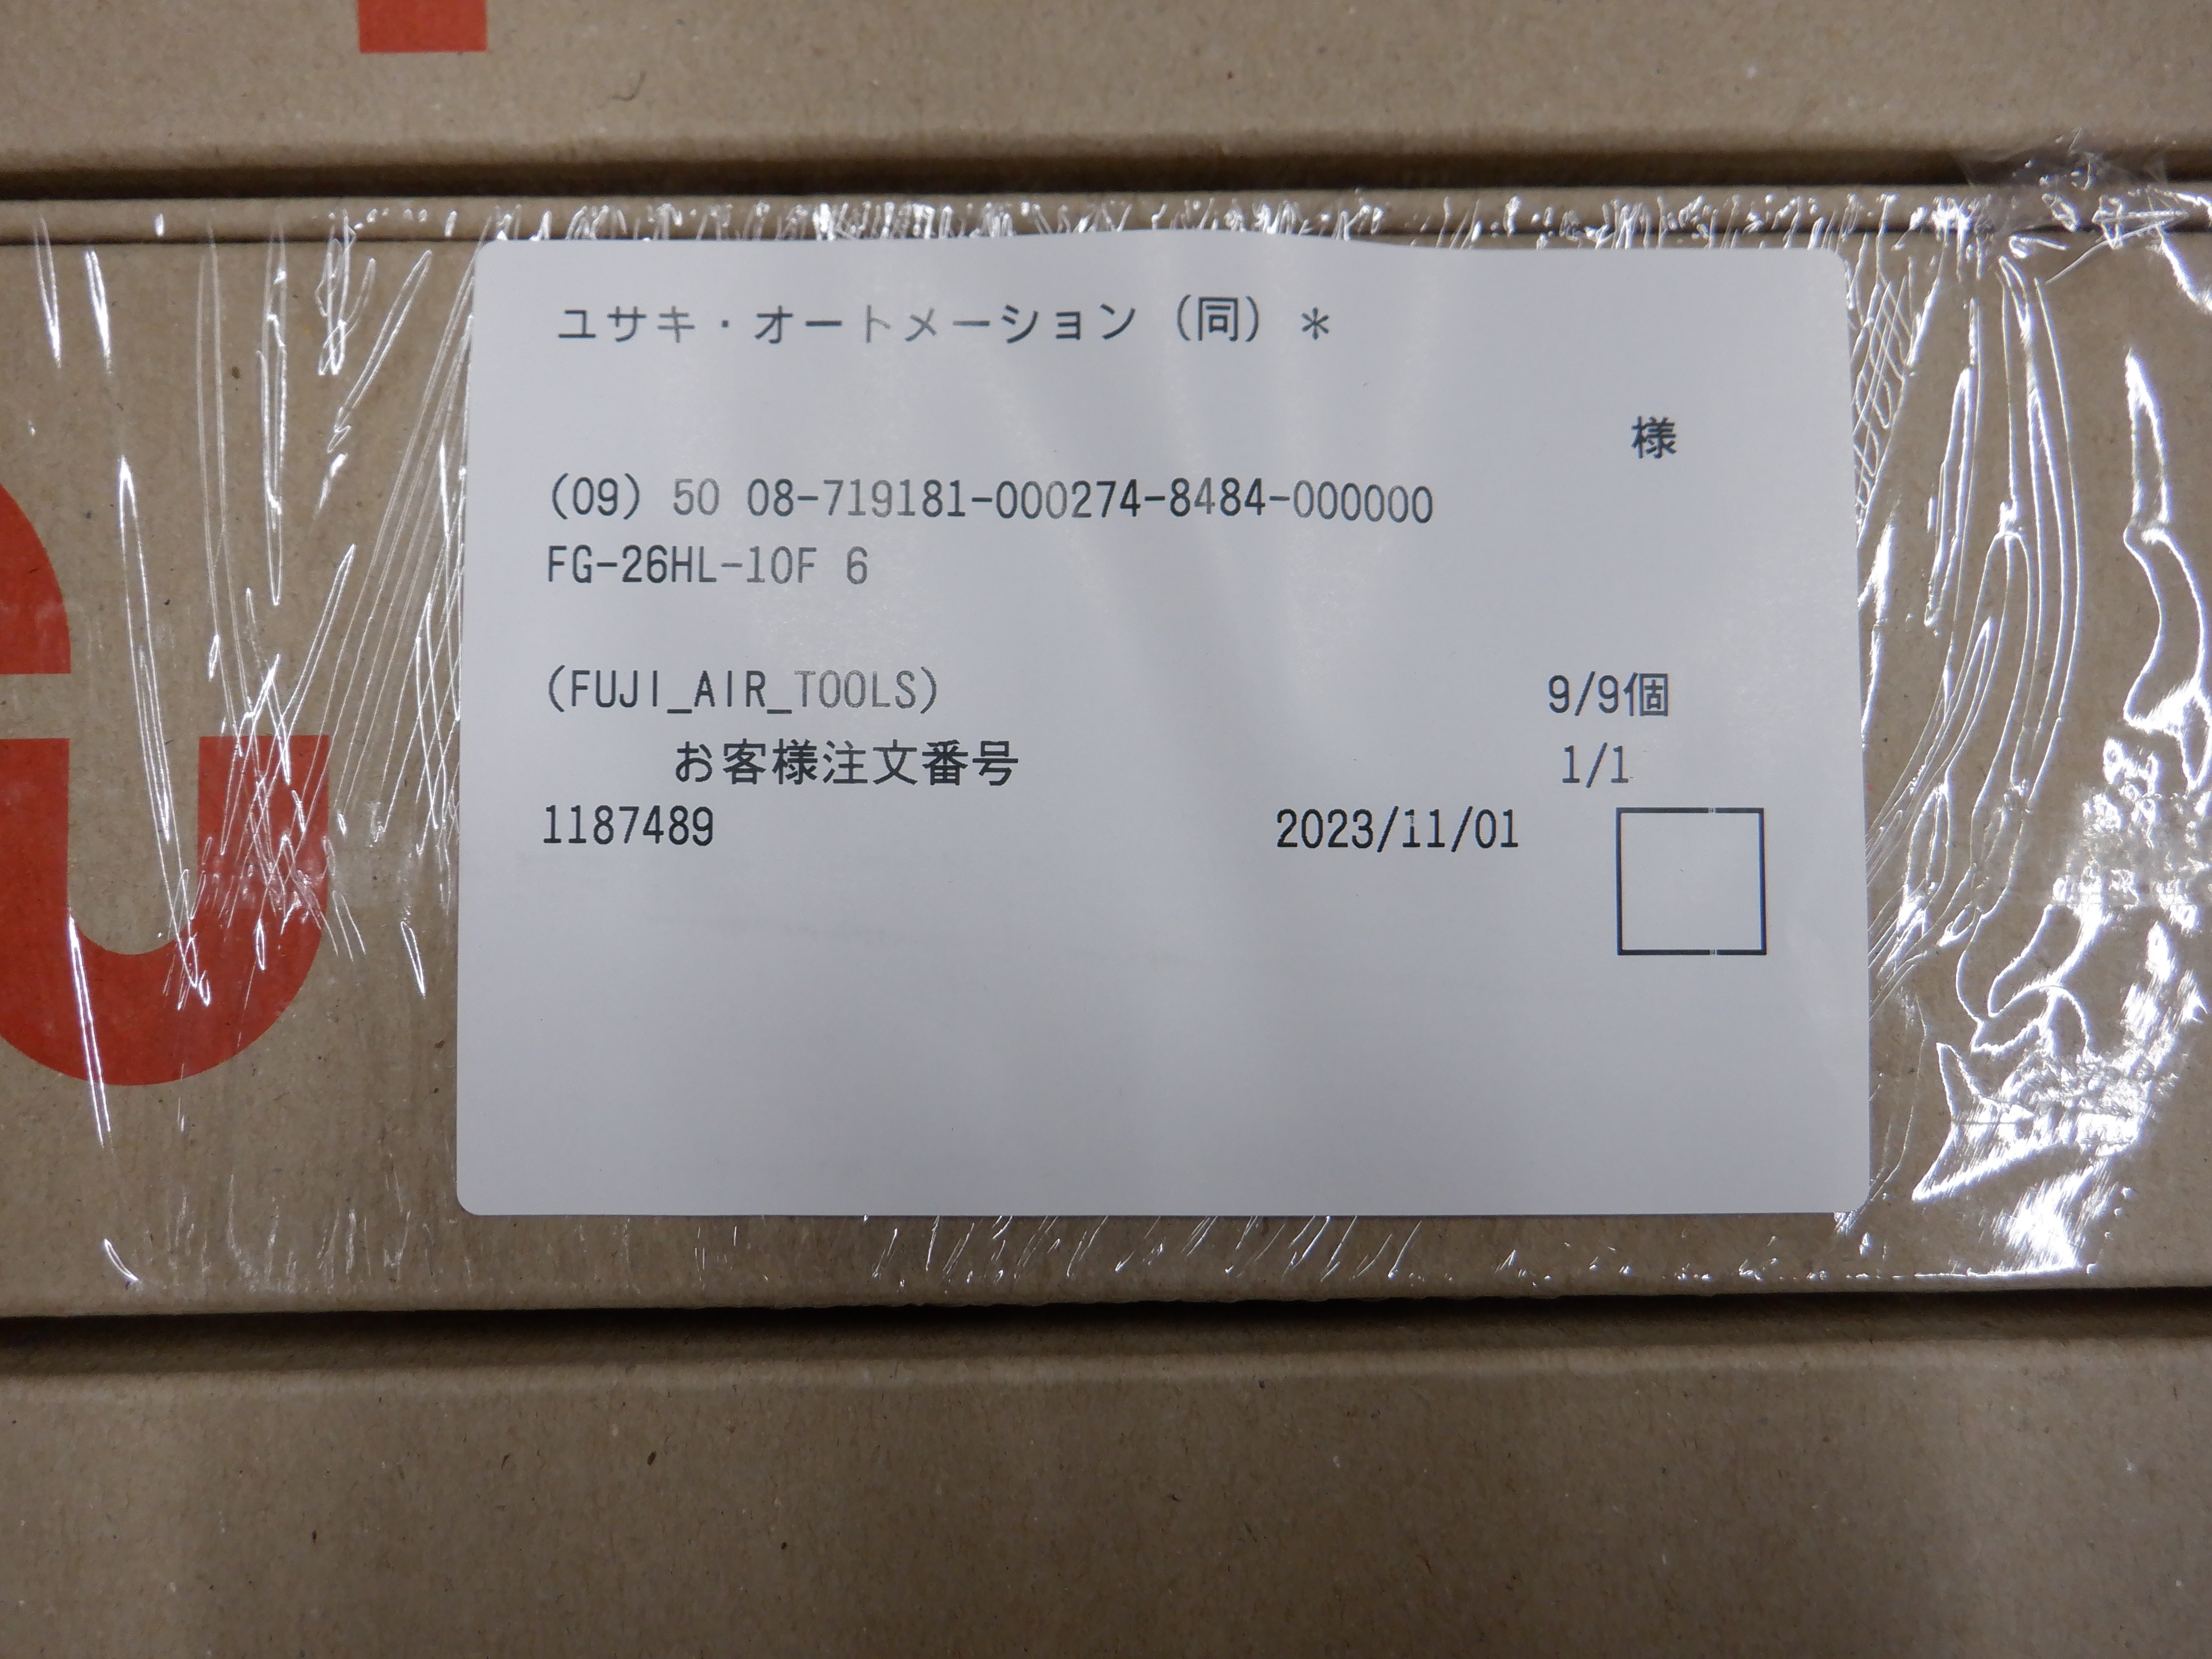 ユサキ・オートメーション（同）＊
様
(09) 50 08-719181-000274-8484-000000
FG-26HL-10F 6
(FUJI_AIR_TOOLS)
9/9個
お客様注文番号
1/1
1187489
2023/11/01